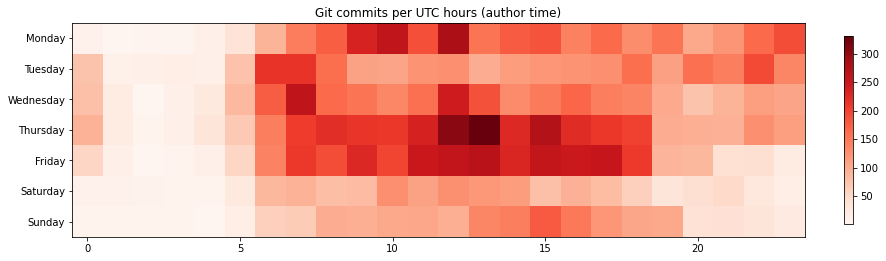 Git commits per UTC hours (author time)
Monday
Tuesday
Wednesday
Thursday
Friday
Saturday
Sunday
0 5 10 15 20
300
250
200
150
100
50